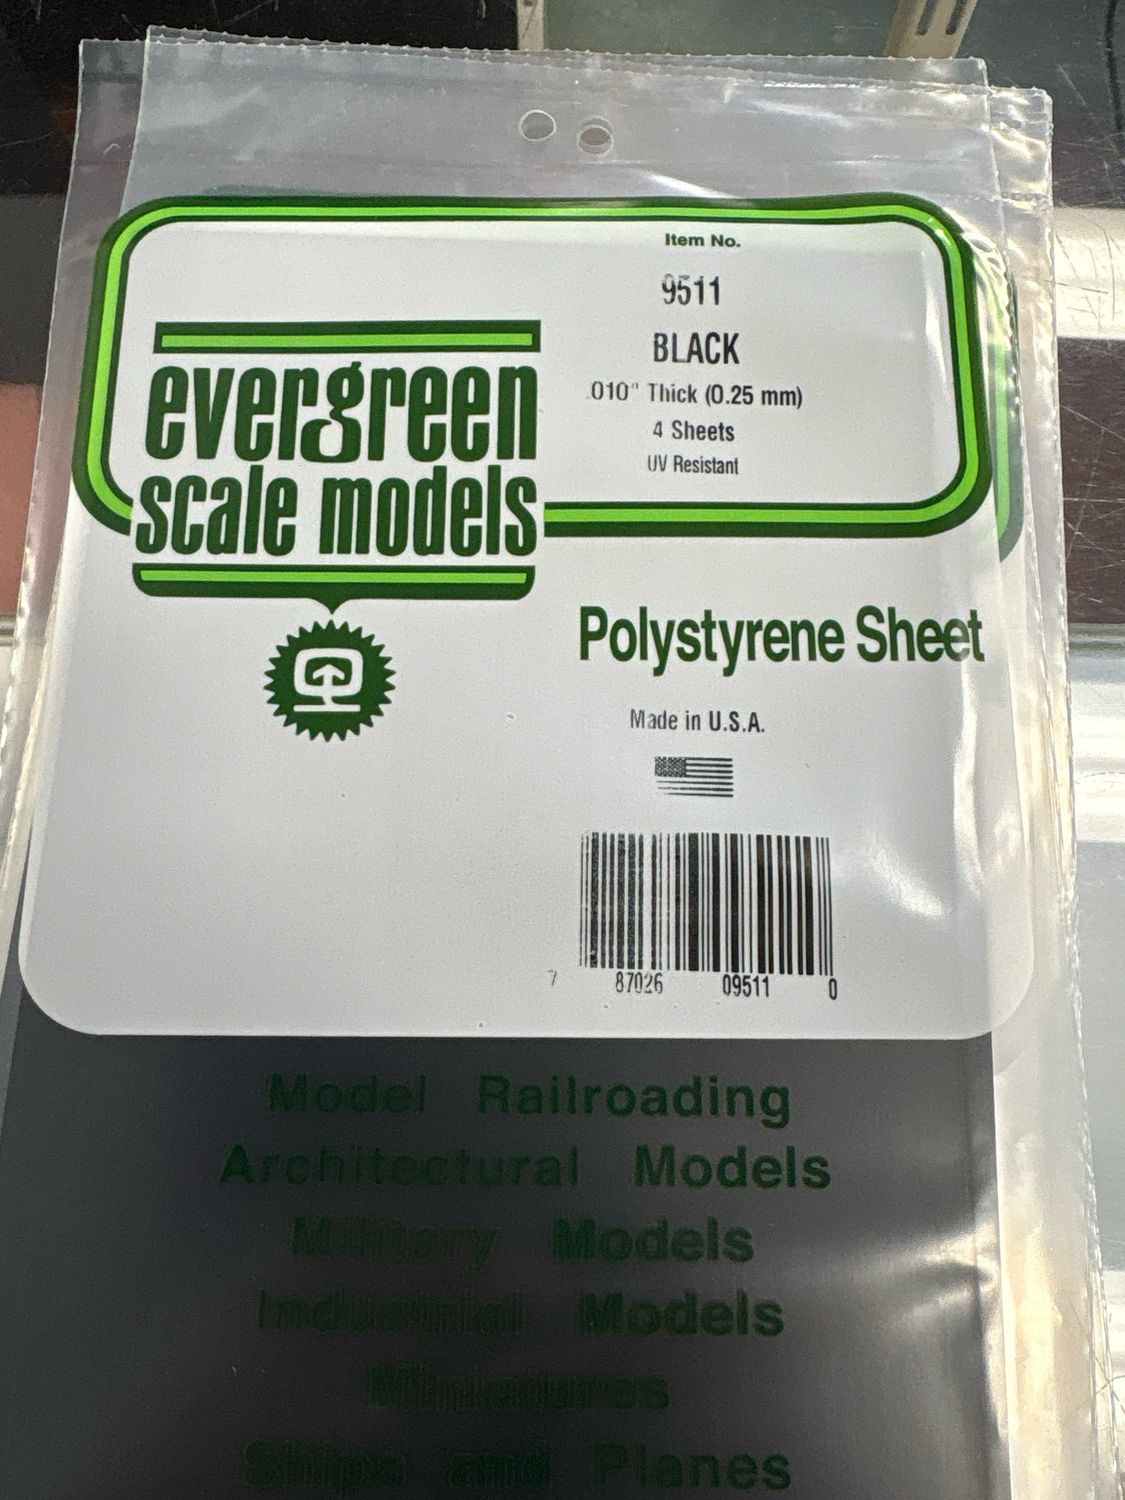 Item No.
9511
BLACK
.010" Thick (0.25 mm)
4 Sheets
UV Resistant
evergreen
scale models
Polystyrene Sheet
Made in U.S.A.
7 87026 09511 0
Model Railroading
Architectural Models
Military Models
Industrial Models
Miniatures
Ships and Planes